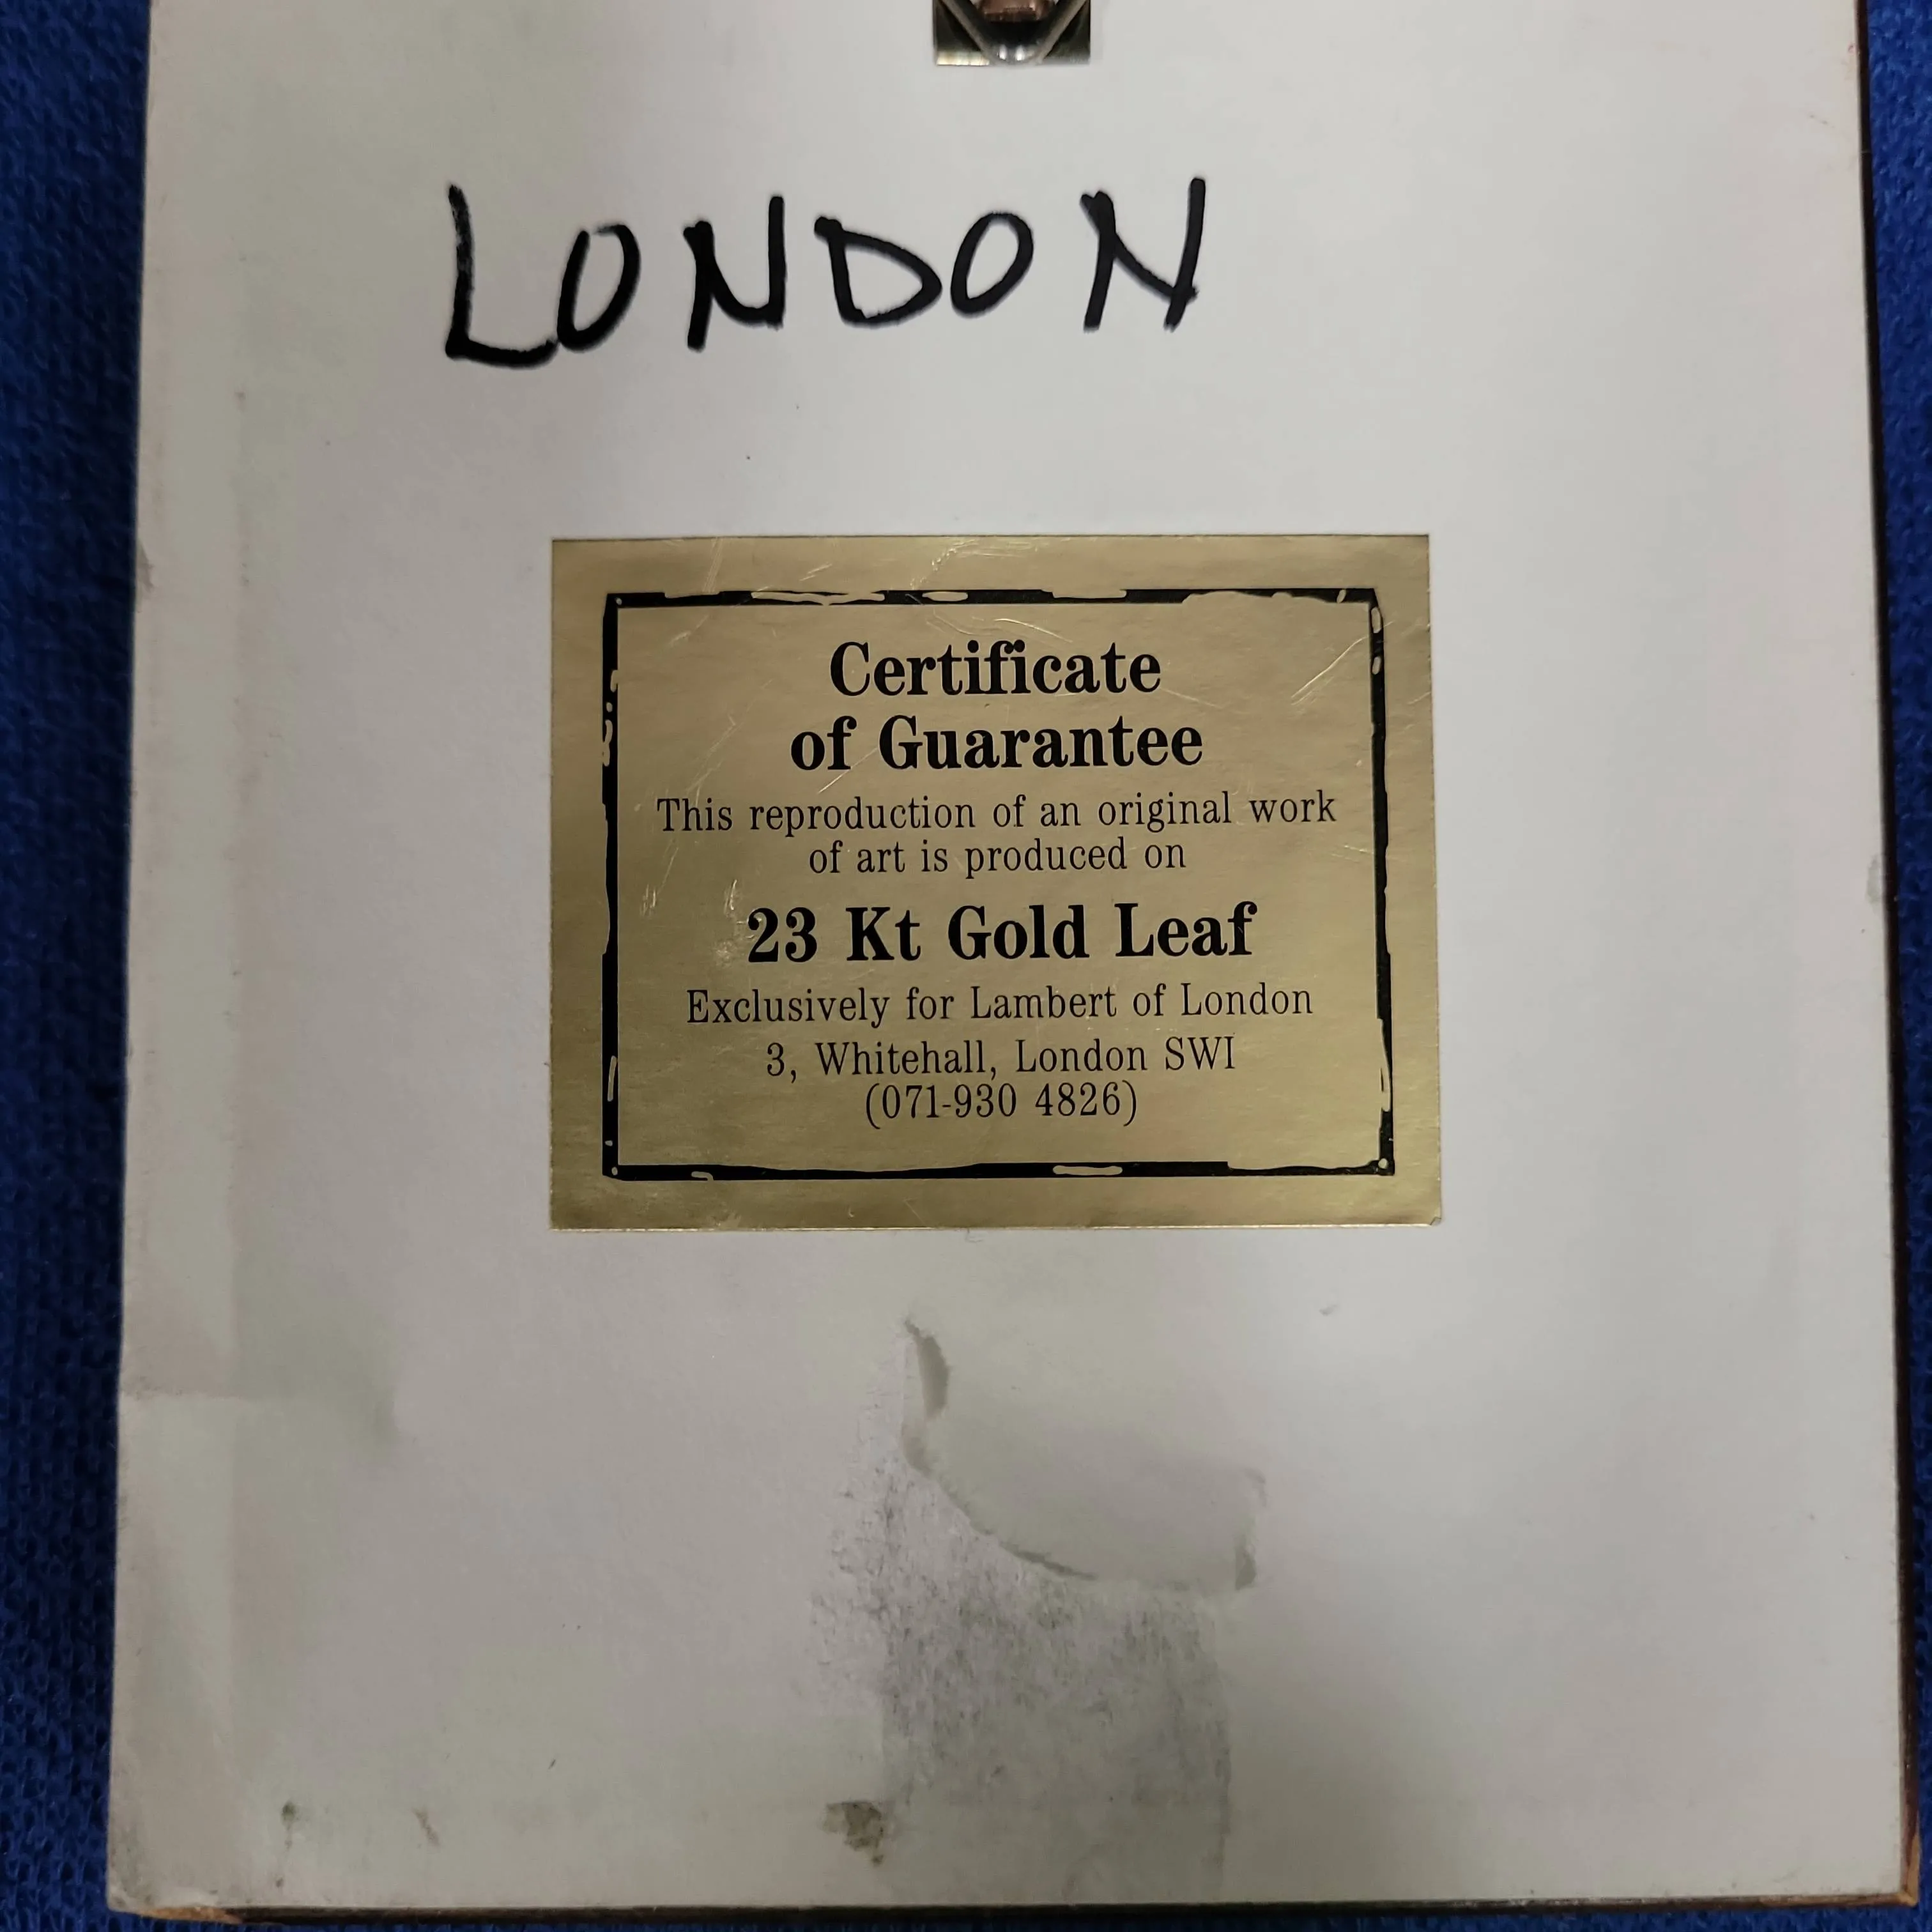 LONDON
Certificate
of Guarantee
This reproduction of an original work
of art is produced on
23 Kt Gold Leaf
Exclusively for Lambert of London
3, Whitehall, London SWI
(071-930 4826)